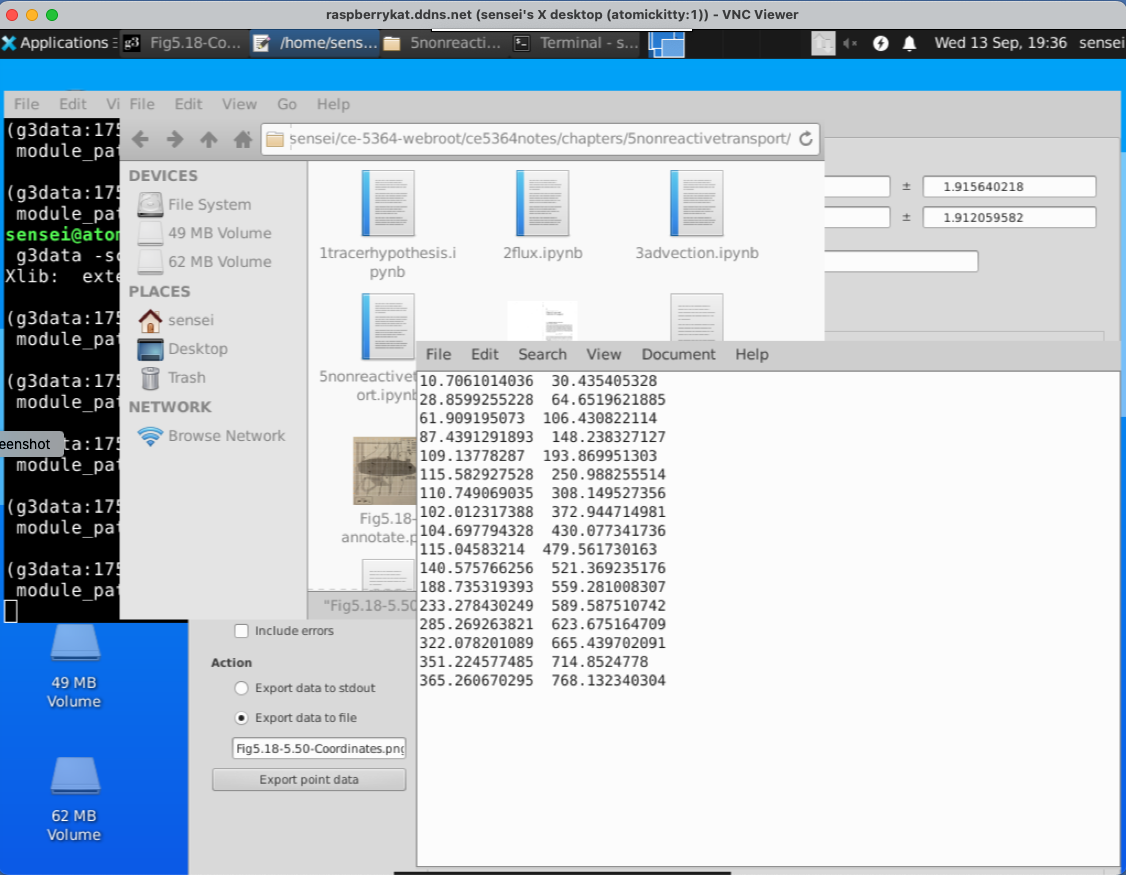 raspberrykat.ddns.net (sensei's X desktop (atomickitty:1)) - VNC Viewer
Applications g3 Fig5.18-Co... /home/sens... 5nonreacti... Terminal - s... Wed 13 Sep, 19:36 sensei
File Edit Vi
(g3data:175
module_pat
(g3data:175
module_pat
sensei@aton
g3data -sc
Xlib: exte
(g3data:175
module_pat
(g3data:175
module_pat
ta:175
module_pat
(g3data:175
module_pat
(g3data:175
module_pat
eenshot
File Edit View Go Help
sensei/ce-5364-webroot/ce5364notes/chapters/5nonreactivetransport/
DEVICES
File System
49 MB Volume
62 MB Volume
PLACES
sensei
Desktop
Trash
NETWORK
Browse Network
1tracerhypothesis.i
pynb
2flux.ipynb
3advection.ipynb
5nonreactivet
ort.ipynb
Fig5.18-
annotate.p
"Fig5.18-5.50
± 1.915640218
± 1.912059582
File Edit Search View Document Help
10.7061014036 30.435405328
28.8599255228 64.6519621885
61.909195073 106.430822114
87.4391291893 148.238327127
109.13778287 193.869951303
115.582927528 250.988255514
110.749069035 308.149527356
102.012317388 372.944714981
104.697794328 430.077341736
115.04583214 479.561730163
140.575766256 521.369235176
188.735319393 559.281008307
233.278430249 589.587510742
285.269263821 623.675164709
322.078201089 665.439702091
351.224577485 714.8524778
365.260670295 768.132340304
Include errors
Action
Export data to stdout
Export data to file
Fig5.18-5.50-Coordinates.png
Export point data
49 MB
Volume
62 MB
Volume